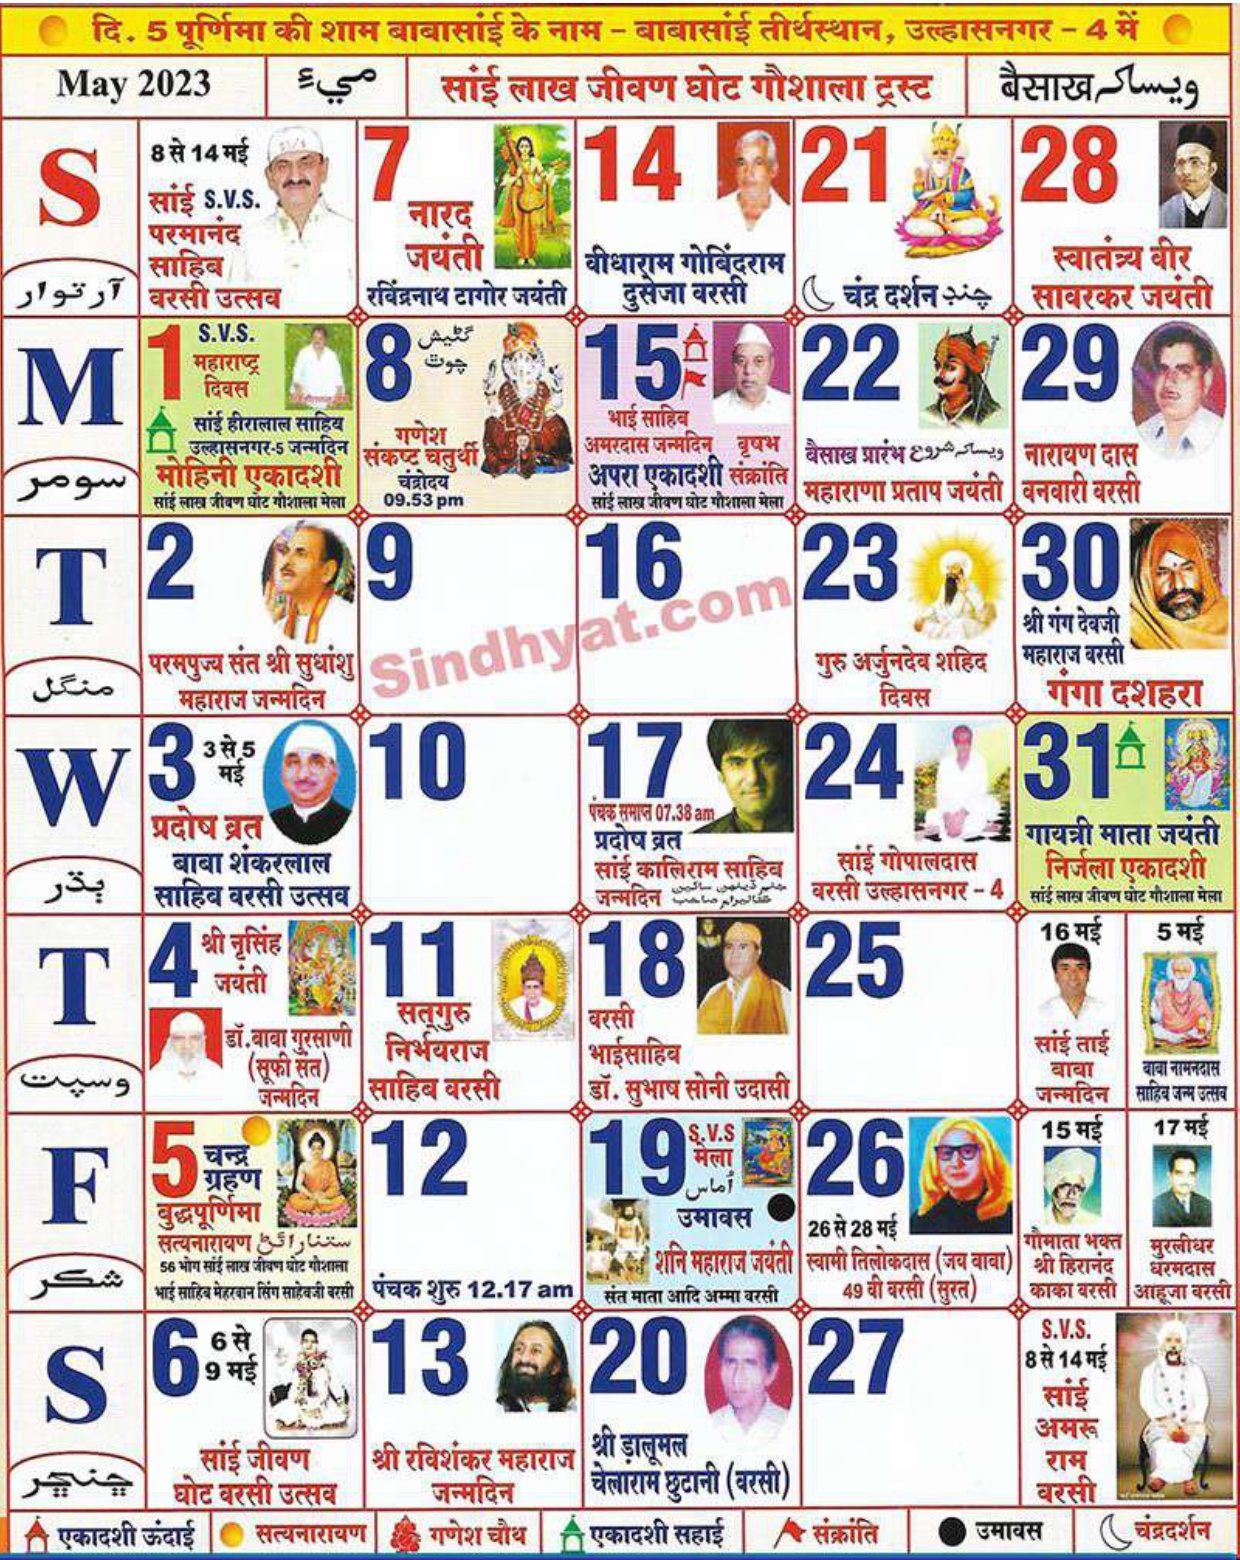 दि. 5 पूर्णिमा की शाम बाबासांई के नाम - बाबासांई तीर्थस्थान, उल्हासनगर - 4 में
May 2023
ميءِ
सांई लाख जीवण घोट गौशाला ट्रस्ट
बैसाख ويساکہ
S
آرتوار
8 से 14 मई
सांई S.V.S.
परमानंद
साहिब
वरसी उत्सव
7
नारद
जयंती
रबिंद्रनाथ टागोर जयंती
14
वीधाराम गोबिंदराम
दुसेजा वरसी
21
चंद्र दर्शन چنڊ
28
स्वातंत्र्य वीर
सावरकर जयंती
M
سومر
1
S.V.S.
महाराष्ट्र
दिवस
सांई हीरालाल साहिब
उल्हासनगर-5 जन्मदिन
मोहिनी एकादशी
सांई लाख जीवण घोट गौशाला मेला
8
گڻيش
چوٿ
गणेश
संकष्ट चतुर्थी
चंद्रोदय
09.53 pm
15
भाई साहिब
अमरदास जन्मदिन
अपरा एकादशी
वृषभ
संक्रांति
सांई लाख जीवण घोट गौशाला मेला
22
बैसाख प्रारंभ ويساکہ شروع
महाराणा प्रताप जयंती
29
नारायण दास
वनवारी वरसी
T
منگل
2
परमपुज्य संत श्री सुधांशु
महाराज जन्मदिन
9
16
Sindhyat.com
23
गुरु अर्जुनदेव शहिद
दिवस
30
श्री गंग देवजी
महाराज वरसी
गंगा दशहरा
W
ٻڌر
3
3 से 5
मई
प्रदोष व्रत
बाबा शंकरलाल
साहिब वरसी उत्सव
10
17
पंचक समाप्त 07.38 am
प्रदोष व्रत
सांई कालिराम साहिब
जन्मदिन
24
सांई गोपालदास
वरसी उल्हासनगर - 4
31
गायत्री माता जयंती
निर्जला एकादशी
सांई लाख जीवण घोट गौशाला मेला
T
وسپت
4
श्री नृसिंह
जयंती
डॉ.बाबा गुरसाणी
(सूफी संत)
जन्मदिन
11
सत्‌गुरु
निर्भयराज
साहिब वरसी
18
वरसी
भाईसाहिब
डॉ. सुभाष सोनी उदासी
25
16 मई
सांई ताई
बाबा
जन्मदिन
5 मई
बाबा नामनदास
साहिब जन्म उत्सव
F
شڪر
5
चन्द्र
ग्रहण
बुद्धपूर्णिमा
सत्यनारायण
56 भोग सांई लाख जीवण घोट गौशाला
भाई साहिब मेहरवान सिंग साहेबजी वरसी
12
पंचक शुरु 12.17 am
19
S.V.S
मेला
اُماس
उमावस
शनि महाराज जयंती
संत माता आदि अम्मा वरसी
26
26 से 28 मई
स्वामी तिलोकदास (जय बाबा)
49 वी वरसी (सुरत)
15 मई
गौमाता भक्त
श्री हिरानंद
काका वरसी
17 मई
मुरलीधर
धरमदास
आहूजा वरसी
S
ڇنڇر
6
6 से
9 मई
सांई जीवण
घोट वरसी उत्सव
13
श्री रविशंकर महाराज
जन्मदिन
20
श्री डालूमल
चेलाराम छुटानी (वरसी)
27
S.V.S.
8 से 14 मई
सांई
अमरू
राम
वरसी
एकादशी ऊंदाई
सत्यनारायण
गणेश चौथ
एकादशी सहाई
संक्रांति
उमावस
चंद्रदर्शन